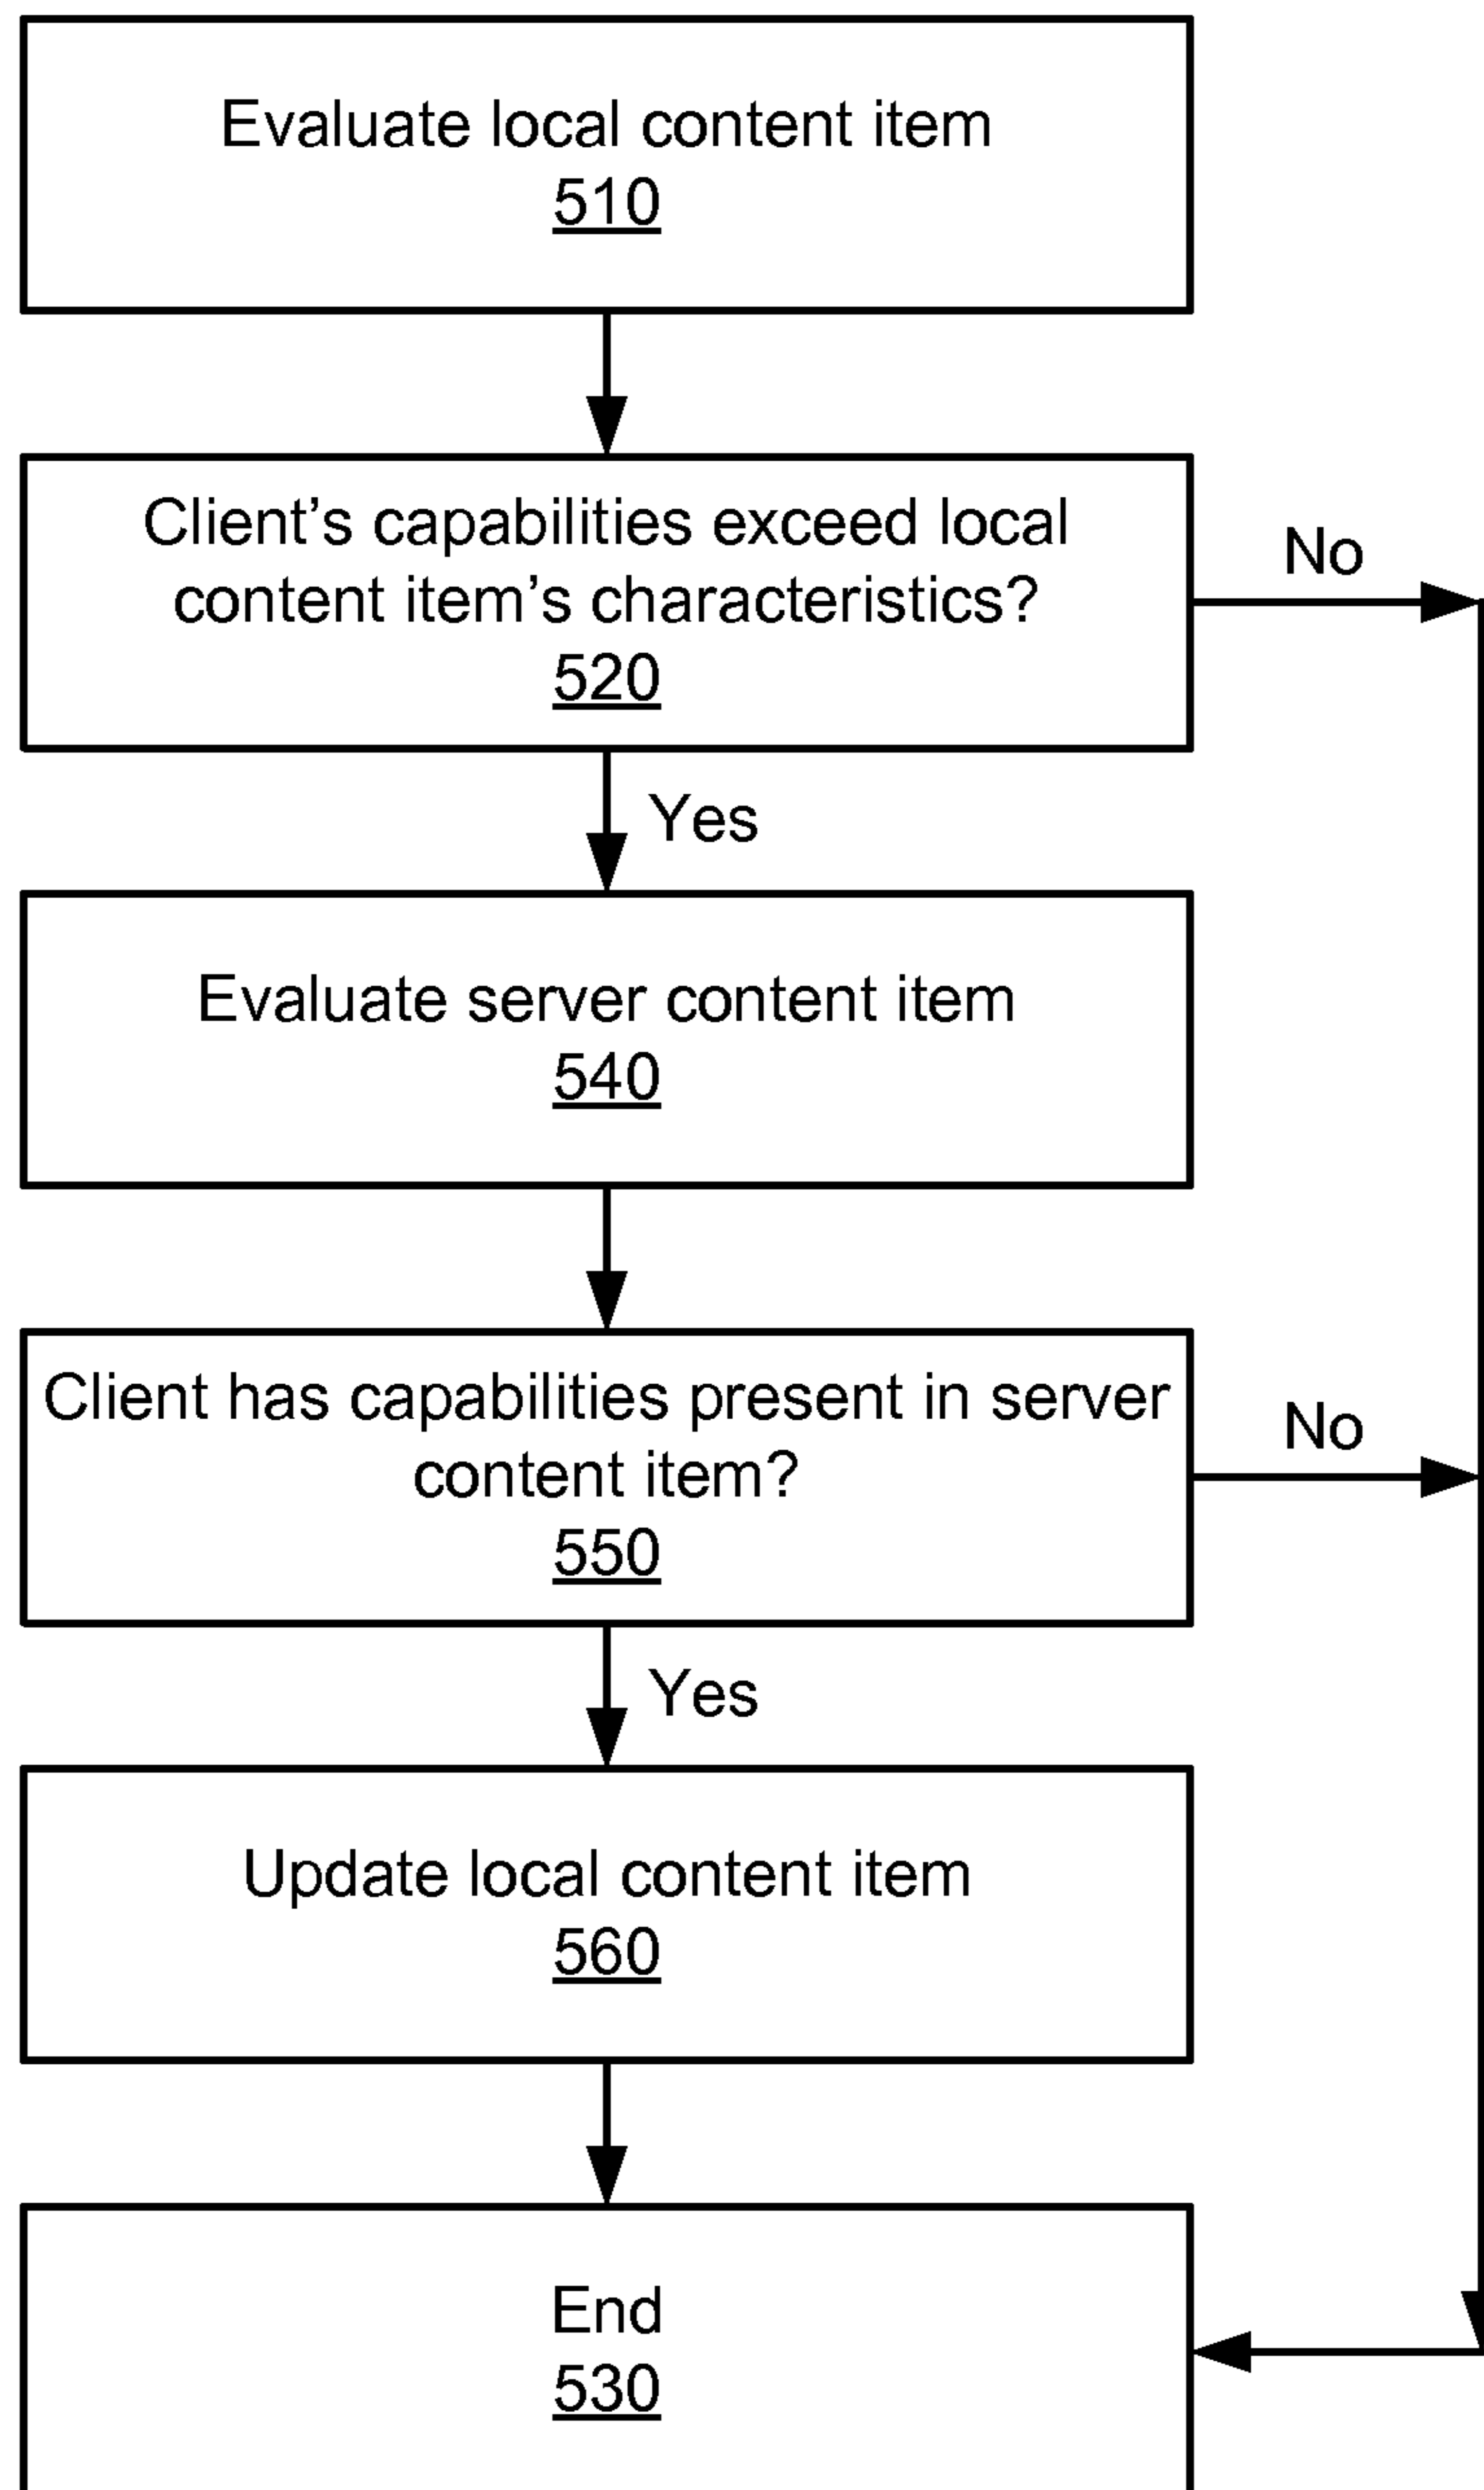 Evaluate local content item
510
Client's capabilities exceed local
content item's characteristics?
520
No
Yes
Evaluate server content item
540
Client has capabilities present in server
content item?
550
No
Yes
Update local content item
560
End
530